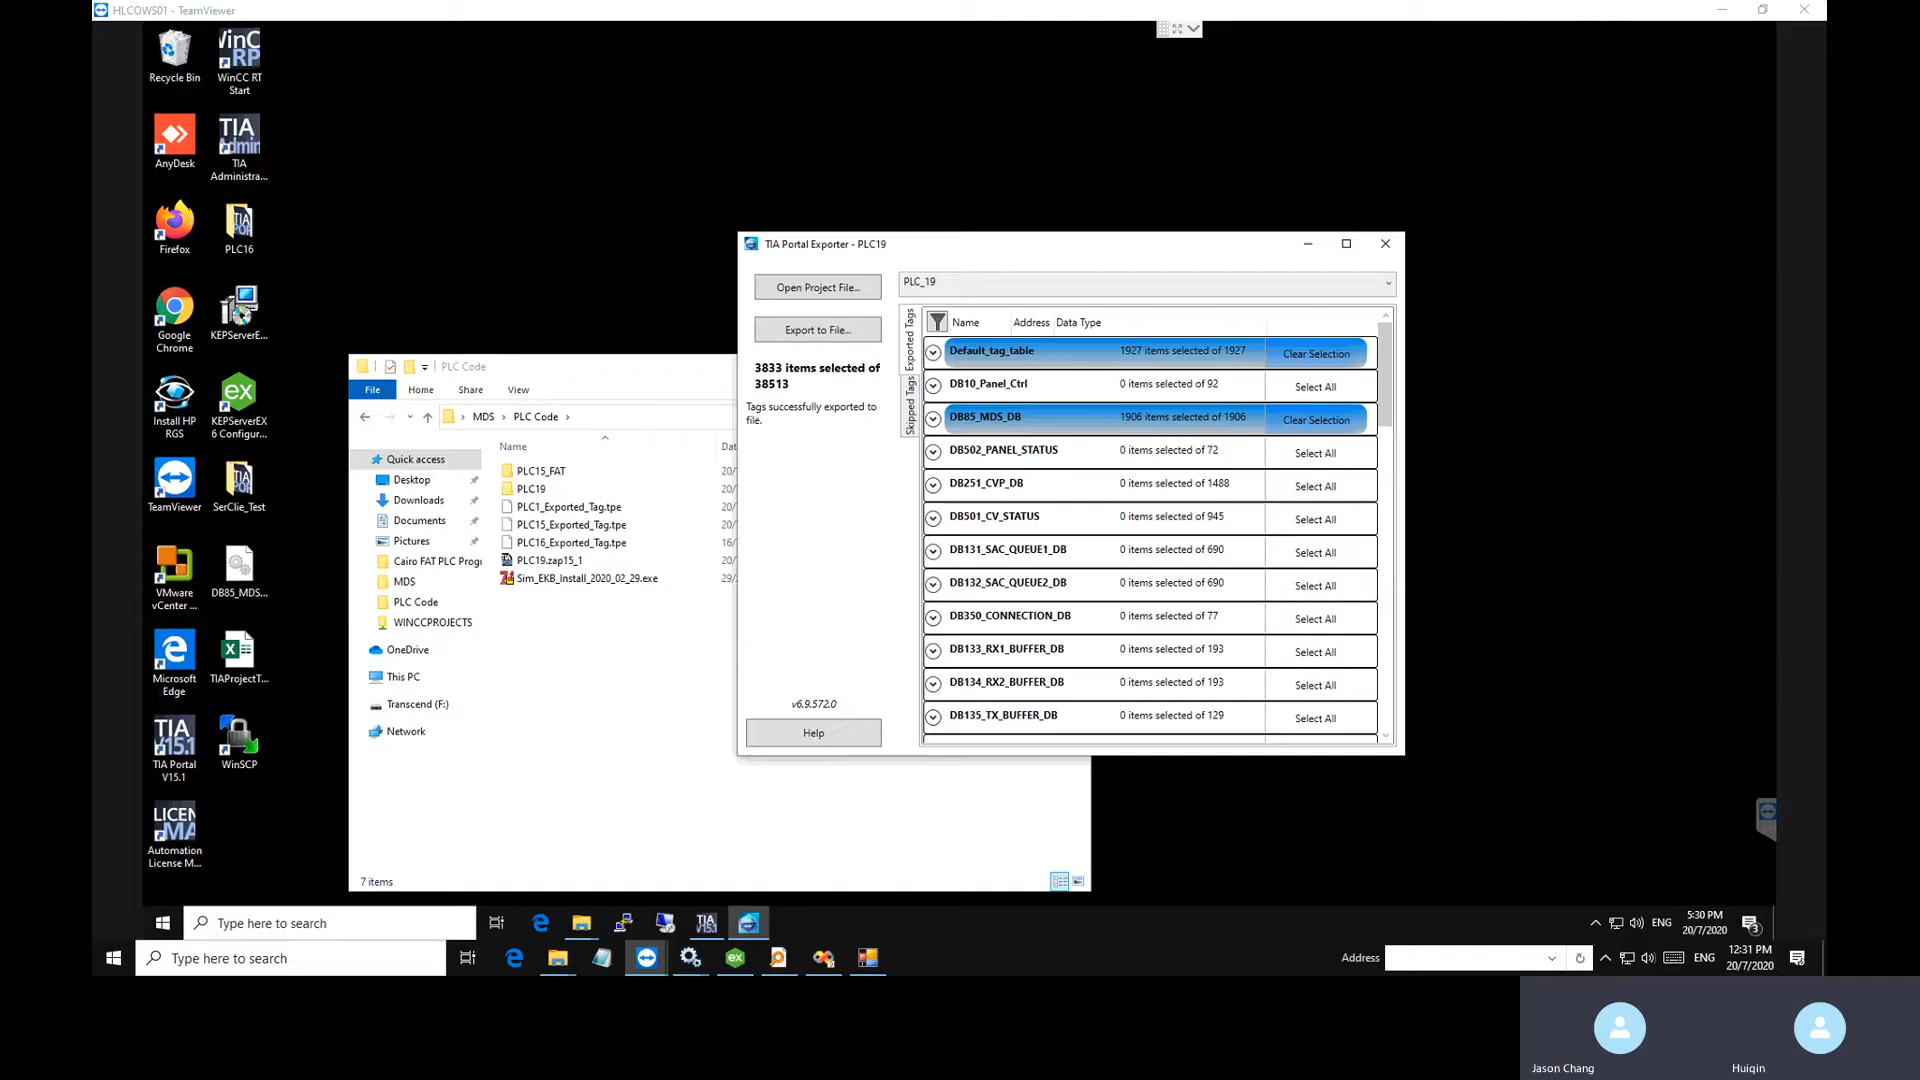 HLCOWS01 - TeamViewer
Recycle Bin
WinCC RT
Start
AnyDesk
TIA
Administra...
Firefox
PLC16
Google
Chrome
KEPServerE...
Install HP
RGS
KEPServerEX
6 Configur...
TeamViewer
SerClie_Test
VMware
vCenter ...
DB85_MDS...
Microsoft
Edge
TIAProjectT...
TIA Portal
V15.1
WinSCP
Automation
License M...
PLC Code
File
Home
Share
View
MDS
PLC Code
Name
Quick access
Desktop
Downloads
Documents
Pictures
Cairo FAT PLC Prog
MDS
PLC Code
WINCCPROJECTS
OneDrive
This PC
Transcend (F:)
Network
PLC15_FAT
PLC19
PLC1_Exported_Tag.tpe
PLC15_Exported_Tag.tpe
PLC16_Exported_Tag.tpe
PLC19.zap15_1
Sim_EKB_Install_2020_02_29.exe
7 items
TIA Portal Exporter - PLC19
Open Project File...
Export to File...
3833 items selected of
38513
Tags successfully exported to
file.
v6.9.572.0
Help
PLC_19
Exported Tags
Skipped Tags
Name Address Data Type
Default_tag_table 1927 items selected of 1927 Clear Selection
DB10_Panel_Ctrl 0 items selected of 92 Select All
DB85_MDS_DB 1906 items selected of 1906 Clear Selection
DB502_PANEL_STATUS 0 items selected of 72 Select All
DB251_CVP_DB 0 items selected of 1488 Select All
DB501_CV_STATUS 0 items selected of 945 Select All
DB131_SAC_QUEUE1_DB 0 items selected of 690 Select All
DB132_SAC_QUEUE2_DB 0 items selected of 690 Select All
DB350_CONNECTION_DB 0 items selected of 77 Select All
DB133_RX1_BUFFER_DB 0 items selected of 193 Select All
DB134_RX2_BUFFER_DB 0 items selected of 193 Select All
DB135_TX_BUFFER_DB 0 items selected of 129 Select All
Type here to search
ENG
5:30 PM
20/7/2020
Type here to search
Address
ENG
12:31 PM
20/7/2020
Jason Chang
Huiqin